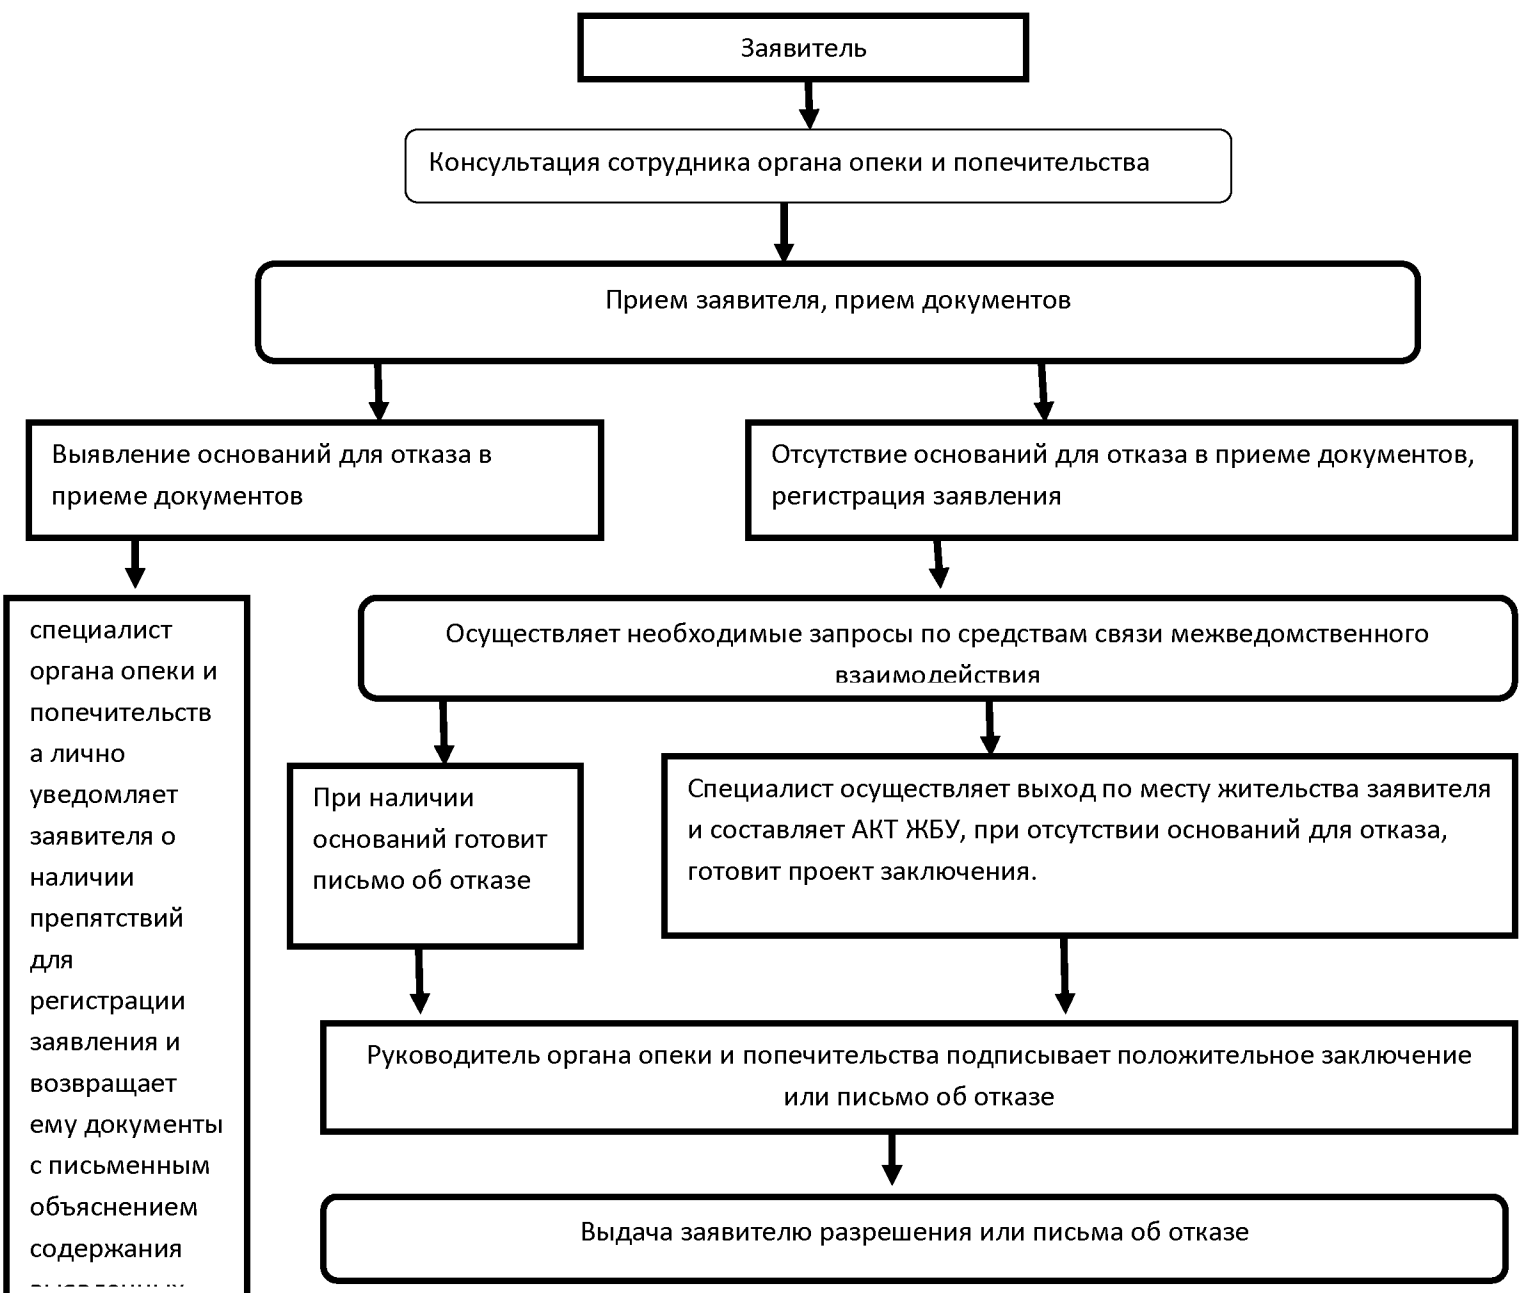 Заявитель
Консультация сотрудника органа опеки и попечительства
Прием заявителя, прием документов
Выявление оснований для отказа в
приеме документов
Отсутствие оснований для отказа в приеме документов,
регистрация заявления
специалист
органа опеки и
попечительств
а лично
уведомляет
заявителя о
наличии
препятствий
для
регистрации
заявления и
возвращает
ему документы
с письменным
объяснением
содержания
Осуществляет необходимые запросы по средствам связи межведомственного
взаимодействия
При наличии
оснований готовит
письмо об отказе
Специалист осуществляет выход по месту жительства заявителя
и составляет АКТ ЖБУ, при отсутствии оснований для отказа,
готовит проект заключения.
Руководитель органа опеки и попечительства подписывает положительное заключение
или письмо об отказе
Выдача заявителю разрешения или письма об отказе